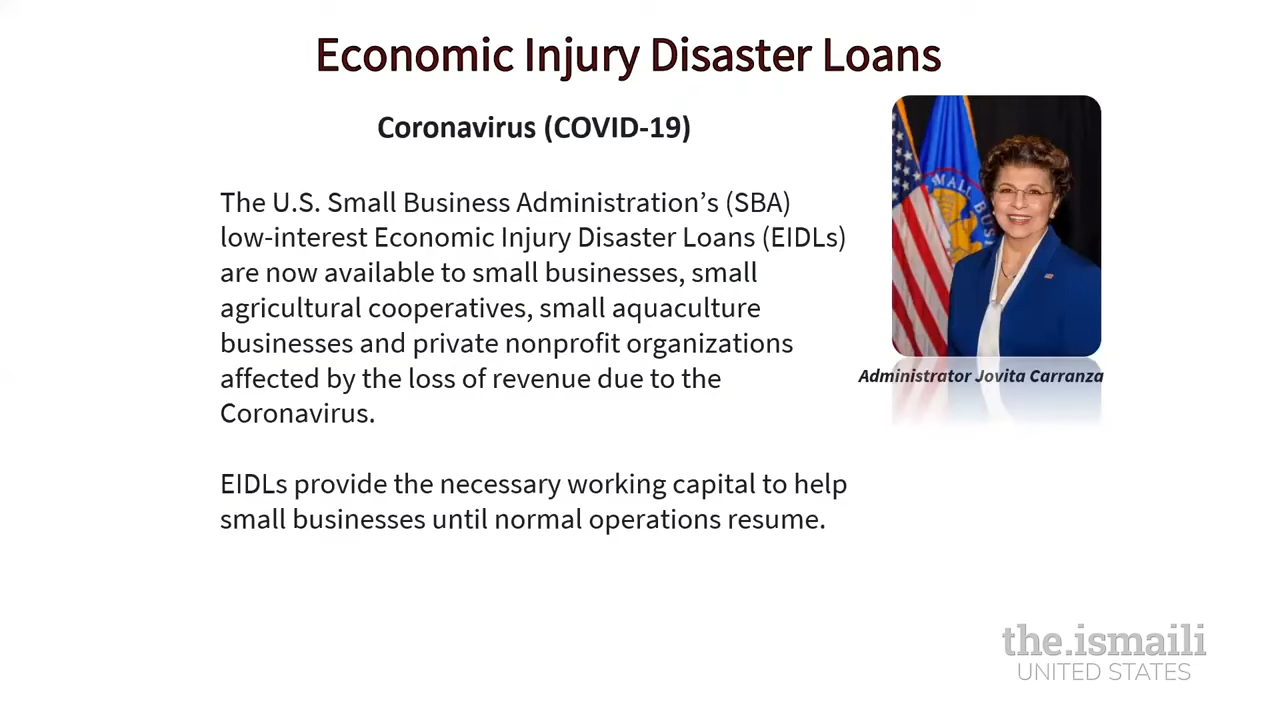 Economic Injury Disaster Loans
Coronavirus (COVID-19)
The U.S. Small Business Administration’s (SBA)
low-interest Economic Injury Disaster Loans (EIDLs)
are now available to small businesses, small
agricultural cooperatives, small aquaculture
businesses and private nonprofit organizations
affected by the loss of revenue due to the
Coronavirus.
EIDLs provide the necessary working capital to help
small businesses until normal operations resume.
Administrator Jovita Carranza
the.ismaili
UNITED STATES